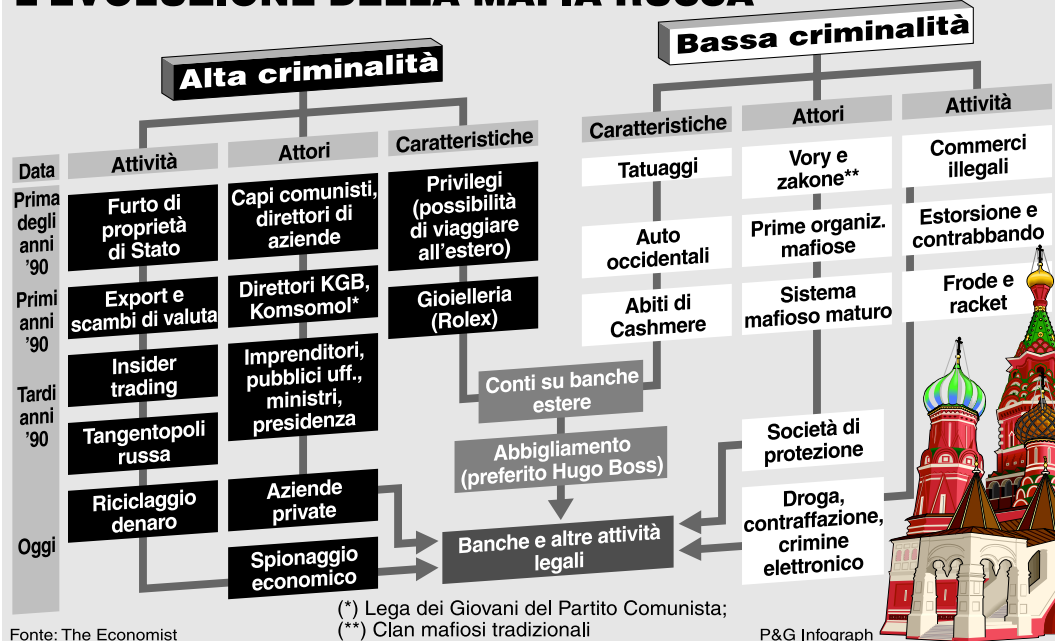 L'EVOLUZIONE DELLA MAFIA RUSSA
Alta criminalità
Data
Prima
degli
anni
'90
Primi
anni
'90
Tardi
anni
'90
Oggi
Attività
Furto di
proprietà
di Stato
Export e
scambi di valuta
Insider
trading
Tangentopoli
russa
Riciclaggio
denaro
Attori
Capi comunisti,
direttori di
aziende
Direttori KGB,
Komsomol*
Imprenditori,
pubblici uff.,
ministri,
presidenza
Aziende
private
Spionaggio
economico
Caratteristiche
Privilegi
(possibilità
di viaggiare
all'estero)
Gioielleria
(Rolex)
Bassa criminalità
Caratteristiche
Tatuaggi
Auto
occidentali
Abiti di
Cashmere
Attori
Vory e
zakone**
Prime organiz.
mafiose
Sistema
mafioso maturo
Società di
protezione
Attività
Commerci
illegali
Estorsione e
contrabbando
Frode e
racket
Droga,
contraffazione,
crimine
elettronico
Conti su banche
estere
Abbigliamento
(preferito Hugo Boss)
Banche e altre attività
legali
(*) Lega dei Giovani del Partito Comunista;
(**) Clan mafiosi tradizionali
Fonte: The Economist
P&G Infograph